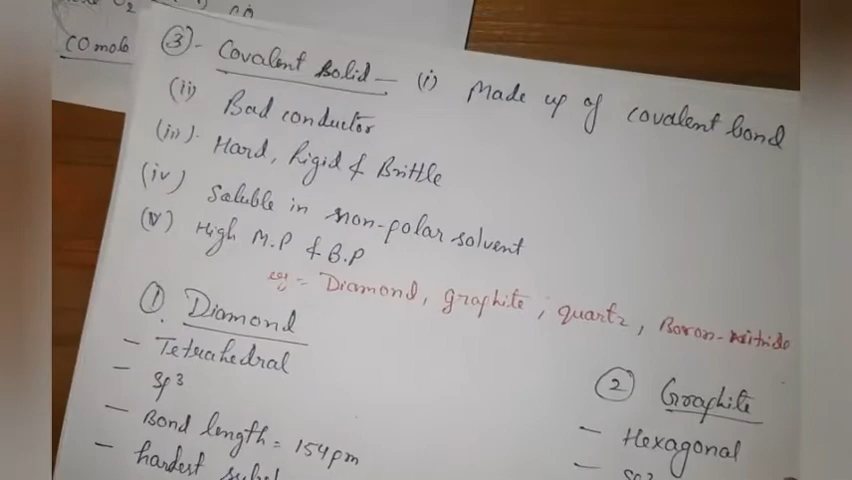 CO mole
③- Covalent Solid - (i) Made up of covalent bond
(ii) Bad conductor
(iii). Hard, Rigid & Brittle
(iv) Soluble in non-polar solvent
(v) High M.P & B.P
eg = Diamond, Graphite, quartz, Boron-nitride
① Diamond
- Tetrahedral
- Sp³
- Bond length = 154pm
- hardest
② Graphite
- Hexagonal